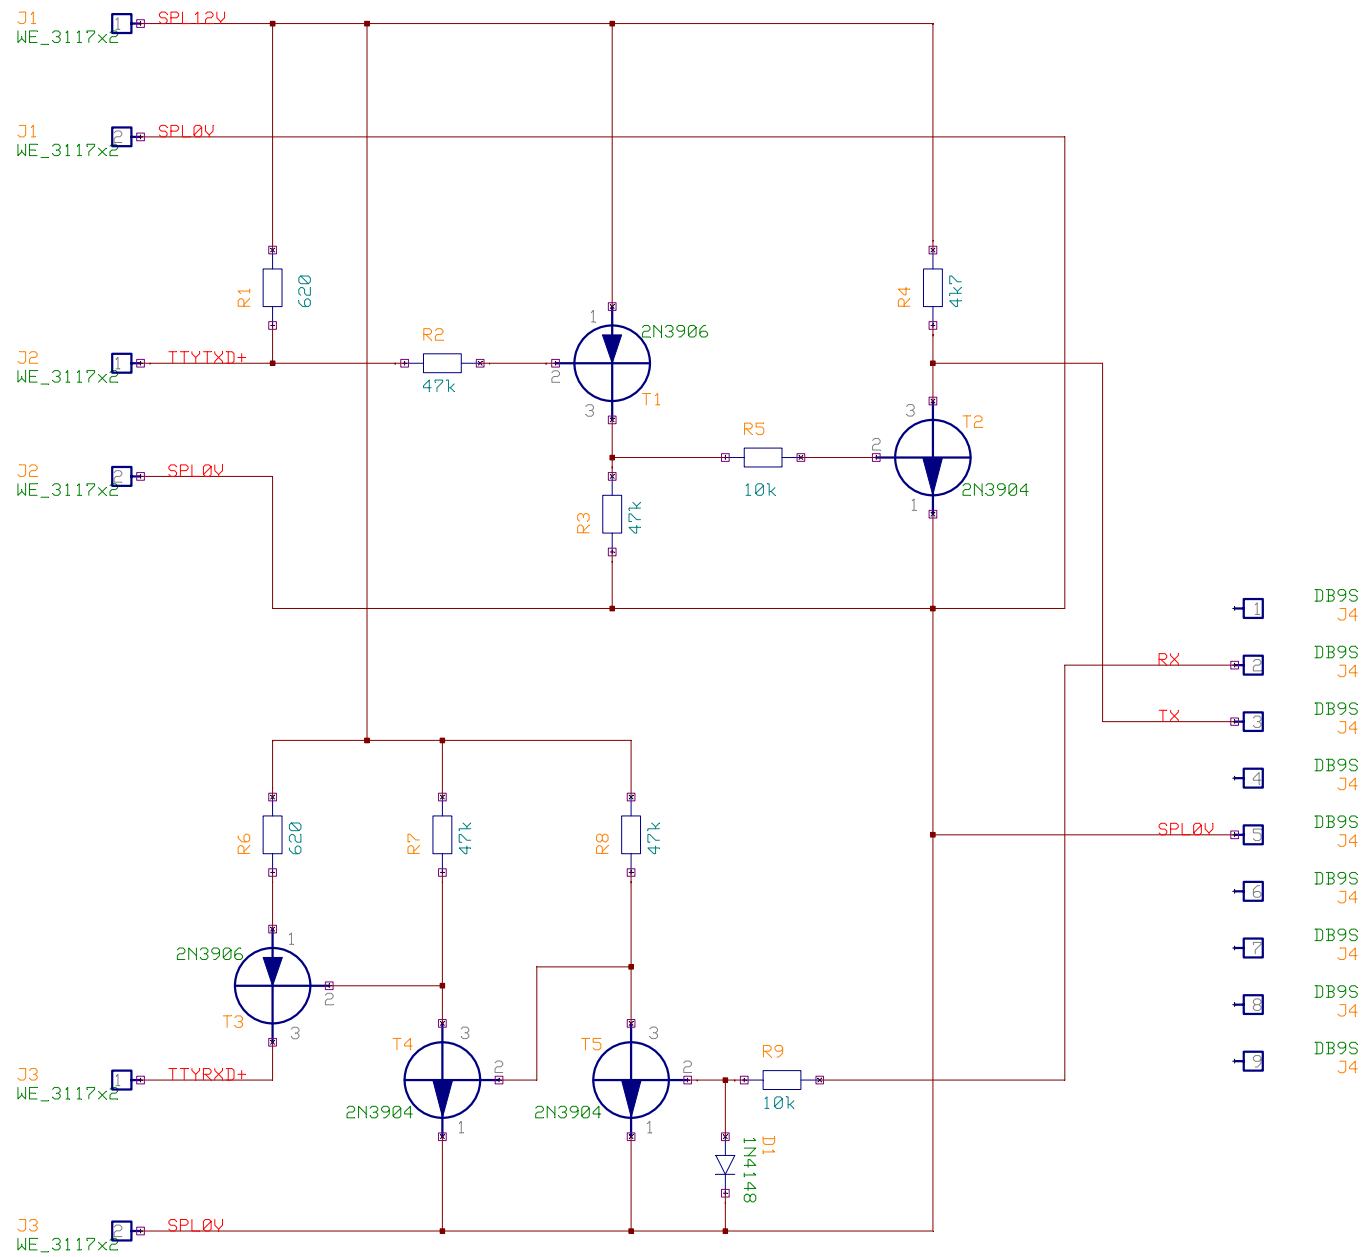 J1
WE_3117x2
1
SPL12V
J1
WE_3117x2
2
SPL0V
R1
620
R4
4k7
J2
WE_3117x2
1
TTYTXD+
R2
47k
1
2
3
2N3906
T1
J2
WE_3117x2
2
SPL0V
R3
47k
R5
10k
3
2
1
T2
2N3904
1
DB9S
J4
RX
2
DB9S
J4
TX
3
DB9S
J4
4
DB9S
J4
SPL0V
5
DB9S
J4
6
DB9S
J4
7
DB9S
J4
8
DB9S
J4
9
DB9S
J4
R6
620
R7
47k
R8
47k
2N3906
1
2
3
T3
J3
WE_3117x2
1
TTYRXD+
T4
3
2
1
2N3904
T5
3
2
1
2N3904
R9
10k
D1
1N4148
J3
WE_3117x2
2
SPL0V